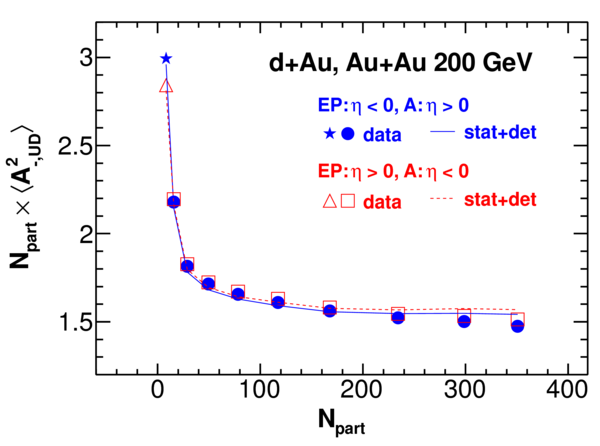 d+Au, Au+Au 200 GeV
EP: η < 0, A: η > 0
data stat+det
EP: η > 0, A: η < 0
data stat+det
3
2.5
2
1.5
N_part × ⟨A²_-,UD⟩
0 100 200 300 400
N_part